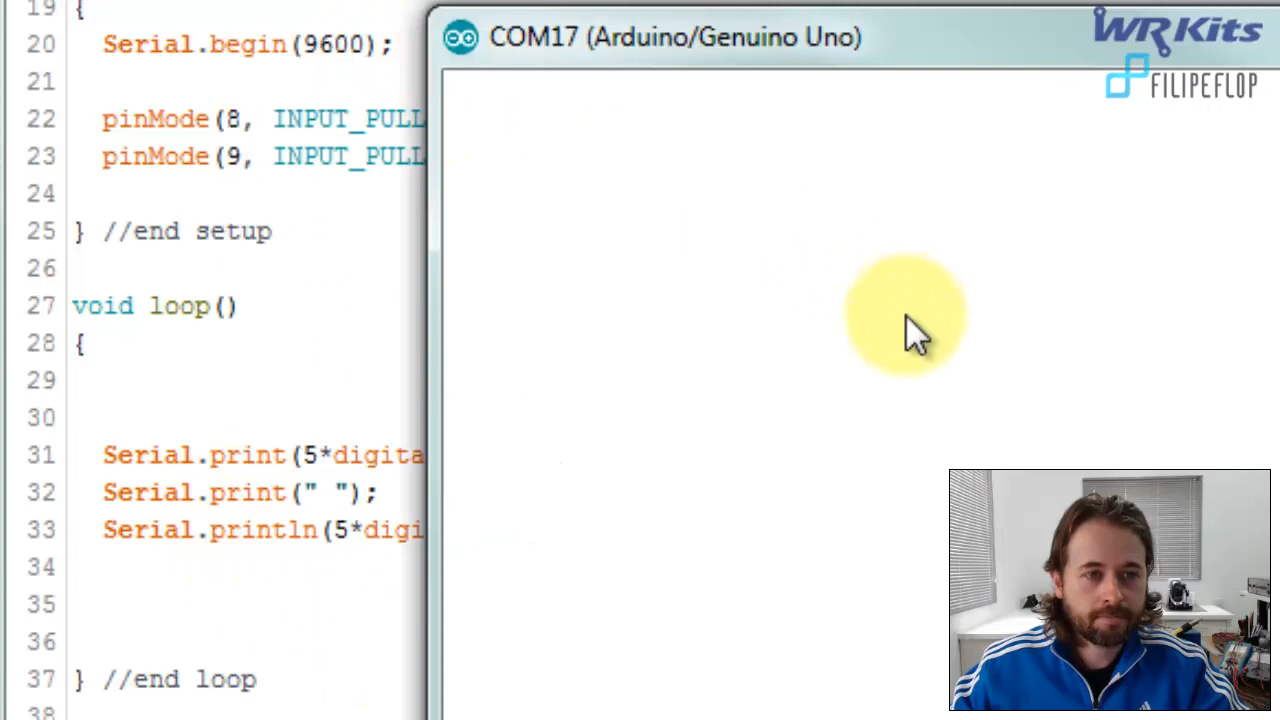 19 {
20 Serial.begin(9600);
21
22 pinMode(8, INPUT_PULL
23 pinMode(9, INPUT_PULL
24
25 } //end setup
26
27 void loop()
28 {
29
30
31 Serial.print(5*digita
32 Serial.print(" ");
33 Serial.println(5*digi
34
35
36
37 } //end loop
38
COM17 (Arduino/Genuino Uno)
WRKits
FILIPEFLOP